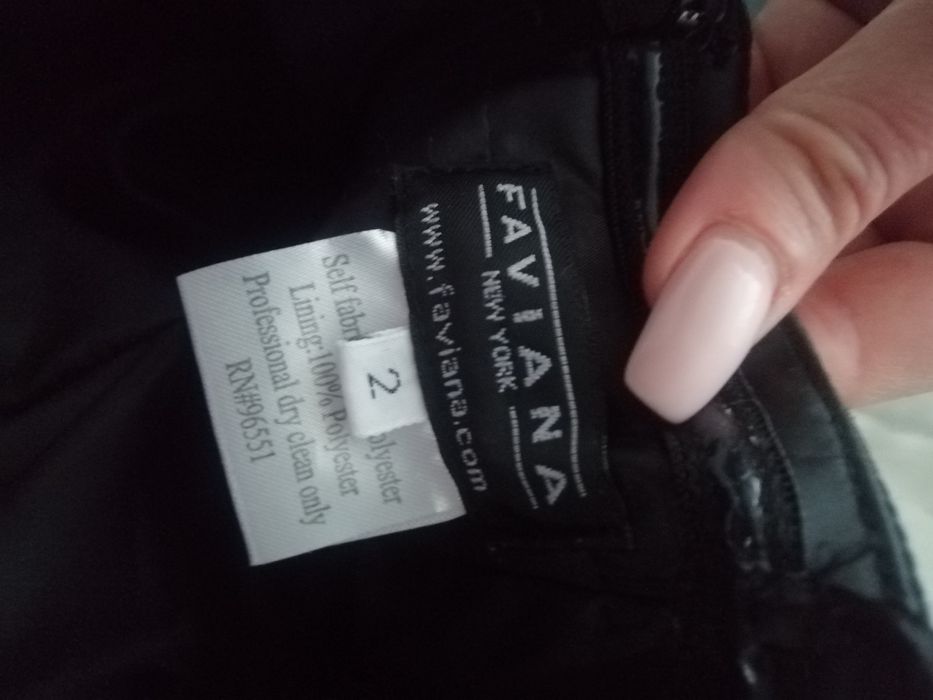 FAVIANA
NEW YORK
www.faviana.com
2
Self fabr olyester
Lining:100% Polyester
Professional dry clean only
RN#96551